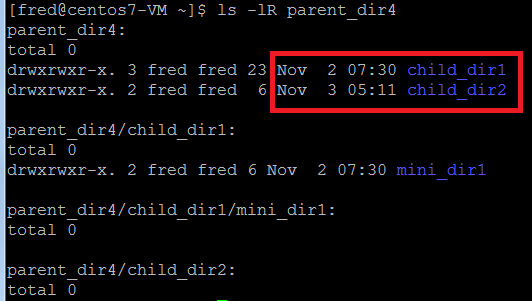 [fred@centos7-VM ~]$ ls -lR parent_dir4
parent_dir4:
total 0
drwxrwxr-x. 3 fred fred 23 Nov  2 07:30 child_dir1
drwxrwxr-x. 2 fred fred  6 Nov  3 05:11 child_dir2
parent_dir4/child_dir1:
total 0
drwxrwxr-x. 2 fred fred 6 Nov  2 07:30 mini_dir1
parent_dir4/child_dir1/mini_dir1:
total 0
parent_dir4/child_dir2:
total 0